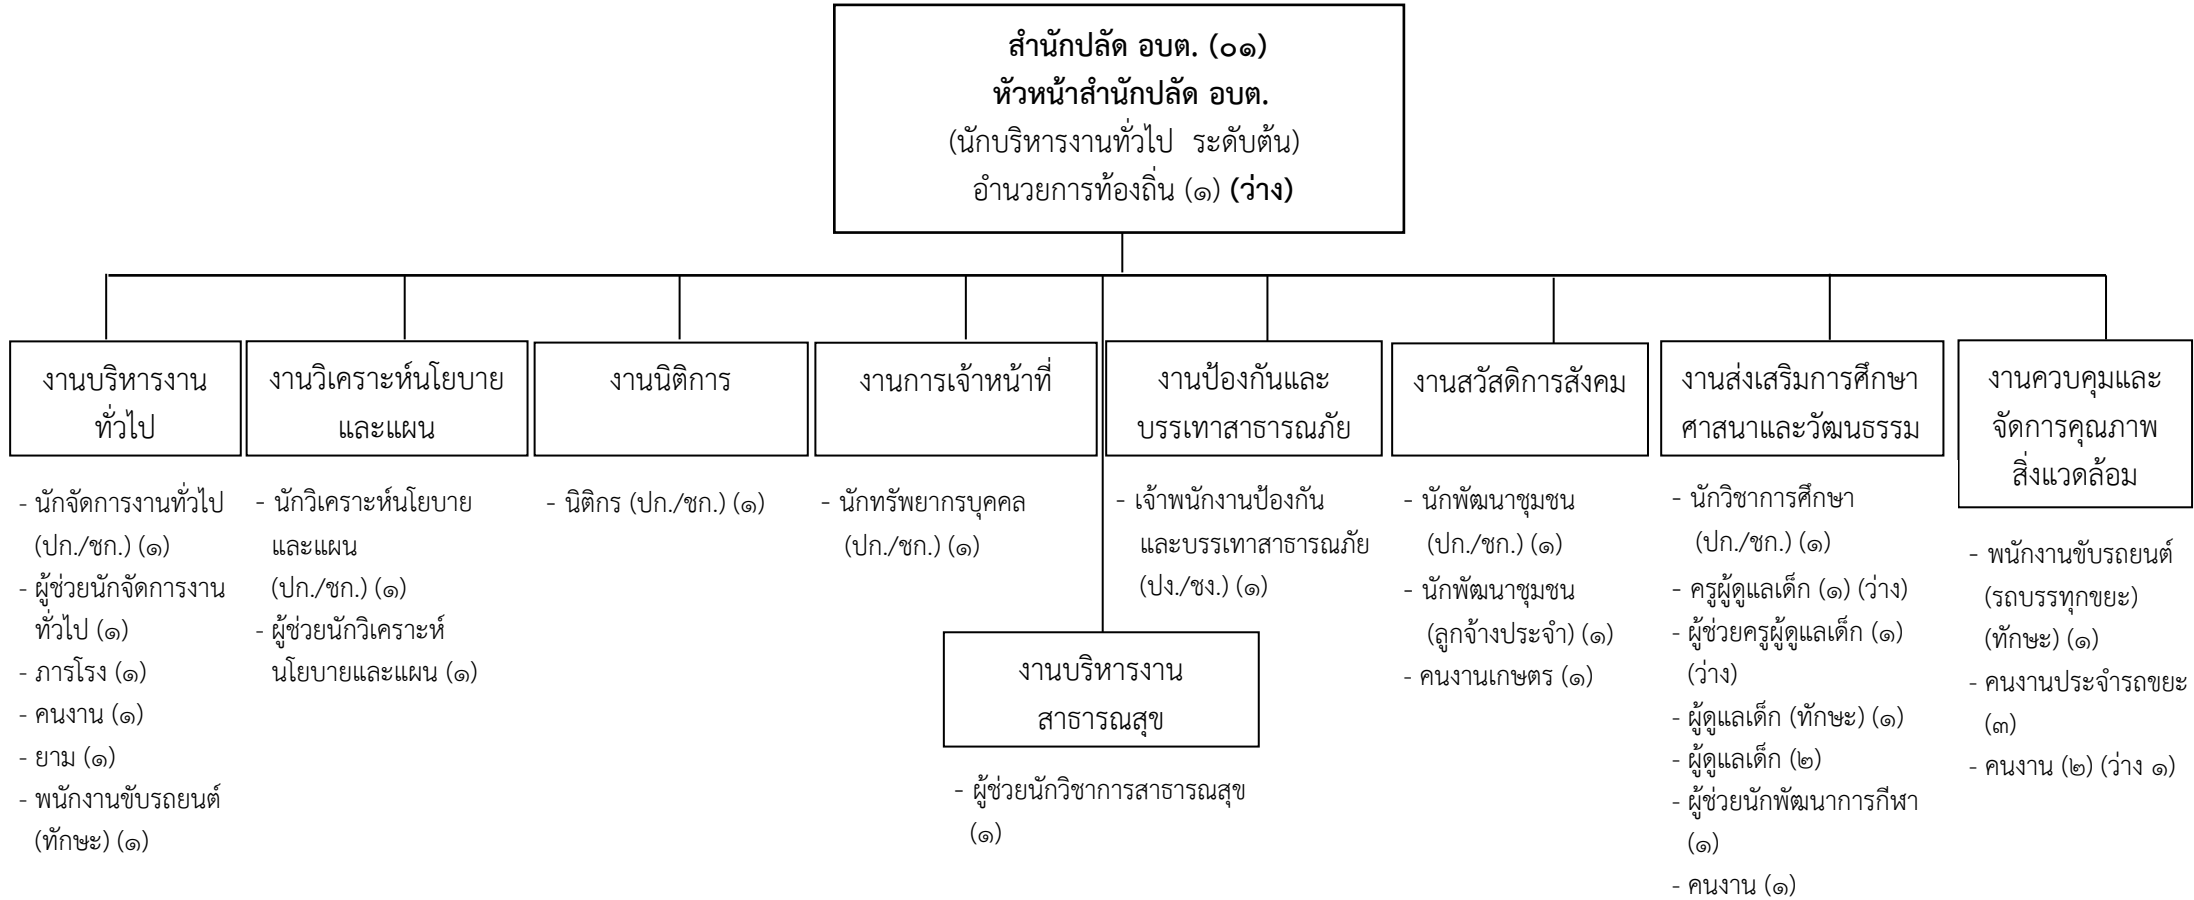 สำนักปลัด อบต. (๐๑)
หัวหน้าสำนักปลัด อบต.
(นักบริหารงานทั่วไป ระดับต้น)
อำนวยการท้องถิ่น (๑) (ว่าง)
งานบริหารงาน
ทั่วไป
- นักจัดการงานทั่วไป
(ปก./ชก.) (๑)
- ผู้ช่วยนักจัดการงาน
ทั่วไป (๑)
- ภารโรง (๑)
- คนงาน (๑)
- ยาม (๑)
- พนักงานขับรถยนต์
(ทักษะ) (๑)
งานวิเคราะห์นโยบาย
และแผน
- นักวิเคราะห์นโยบาย
และแผน
(ปก./ชก.) (๑)
- ผู้ช่วยนักวิเคราะห์
นโยบายและแผน (๑)
งานนิติการ
- นิติกร (ปก./ชก.) (๑)
งานการเจ้าหน้าที่
- นักทรัพยากรบุคคล
(ปก./ชก.) (๑)
งานบริหารงาน
สาธารณสุข
- ผู้ช่วยนักวิชาการสาธารณสุข
(๑)
งานป้องกันและ
บรรเทาสาธารณภัย
- เจ้าพนักงานป้องกัน
และบรรเทาสาธารณภัย
(ปง./ชง.) (๑)
งานสวัสดิการสังคม
- นักพัฒนาชุมชน
(ปก./ชก.) (๑)
- นักพัฒนาชุมชน
(ลูกจ้างประจำ) (๑)
- คนงานเกษตร (๑)
งานส่งเสริมการศึกษา
ศาสนาและวัฒนธรรม
- นักวิชาการศึกษา
(ปก./ชก.) (๑)
- ครูผู้ดูแลเด็ก (๑) (ว่าง)
- ผู้ช่วยครูผู้ดูแลเด็ก (๑)
(ว่าง)
- ผู้ดูแลเด็ก (ทักษะ) (๑)
- ผู้ดูแลเด็ก (๒)
- ผู้ช่วยนักพัฒนาการกีฬา
(๑)
- คนงาน (๑)
งานควบคุมและ
จัดการคุณภาพ
สิ่งแวดล้อม
- พนักงานขับรถยนต์
(รถบรรทุกขยะ)
(ทักษะ) (๑)
- คนงานประจำรถขยะ
(๓)
- คนงาน (๒) (ว่าง ๑)